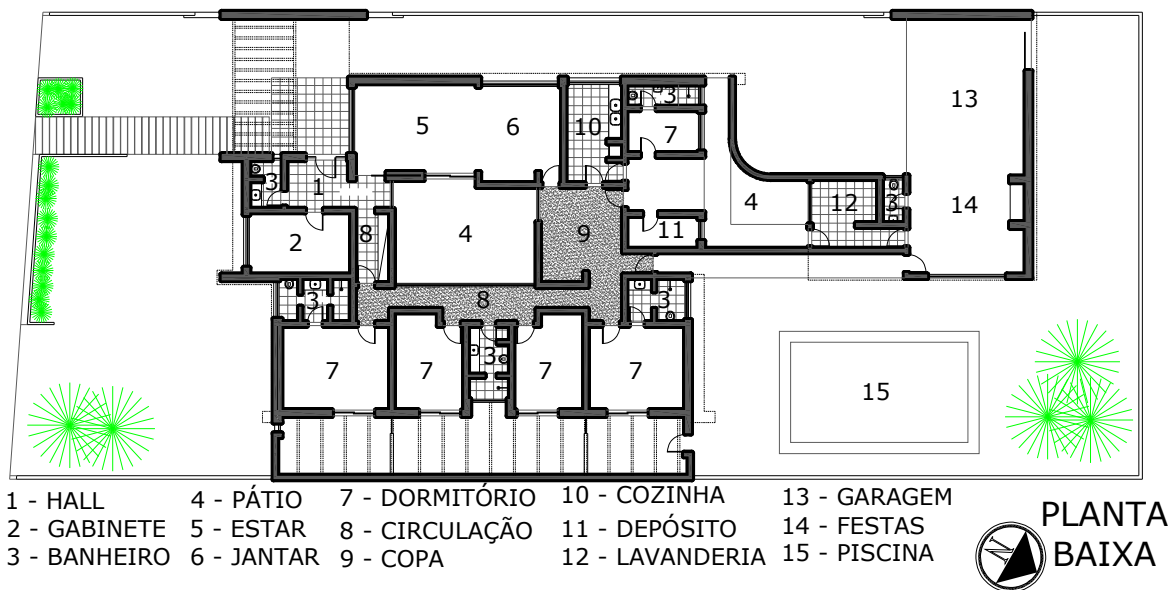 13
3
5
6
10
7
3
1
4
12
3
14
2
8
4
9
11
3
8
3
7
7
3
7
7
15
1 - HALL
2 - GABINETE
3 - BANHEIRO
4 - PÁTIO
5 - ESTAR
6 - JANTAR
7 - DORMITÓRIO
8 - CIRCULAÇÃO
9 - COPA
10 - COZINHA
11 - DEPÓSITO
12 - LAVANDERIA
13 - GARAGEM
14 - FESTAS
15 - PISCINA
N
PLANTA
BAIXA